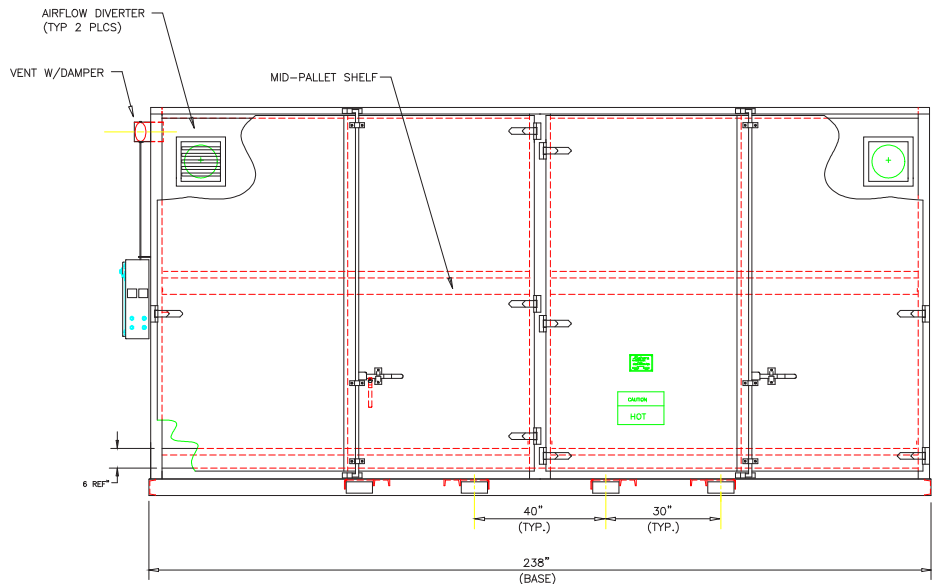 AIRFLOW DIVERTER
(TYP 2 PLCS)
VENT W/DAMPER
MID-PALLET SHELF
CAUTION
HOT
6 REF"
40"
(TYP.)
30"
(TYP.)
238"
(BASE)